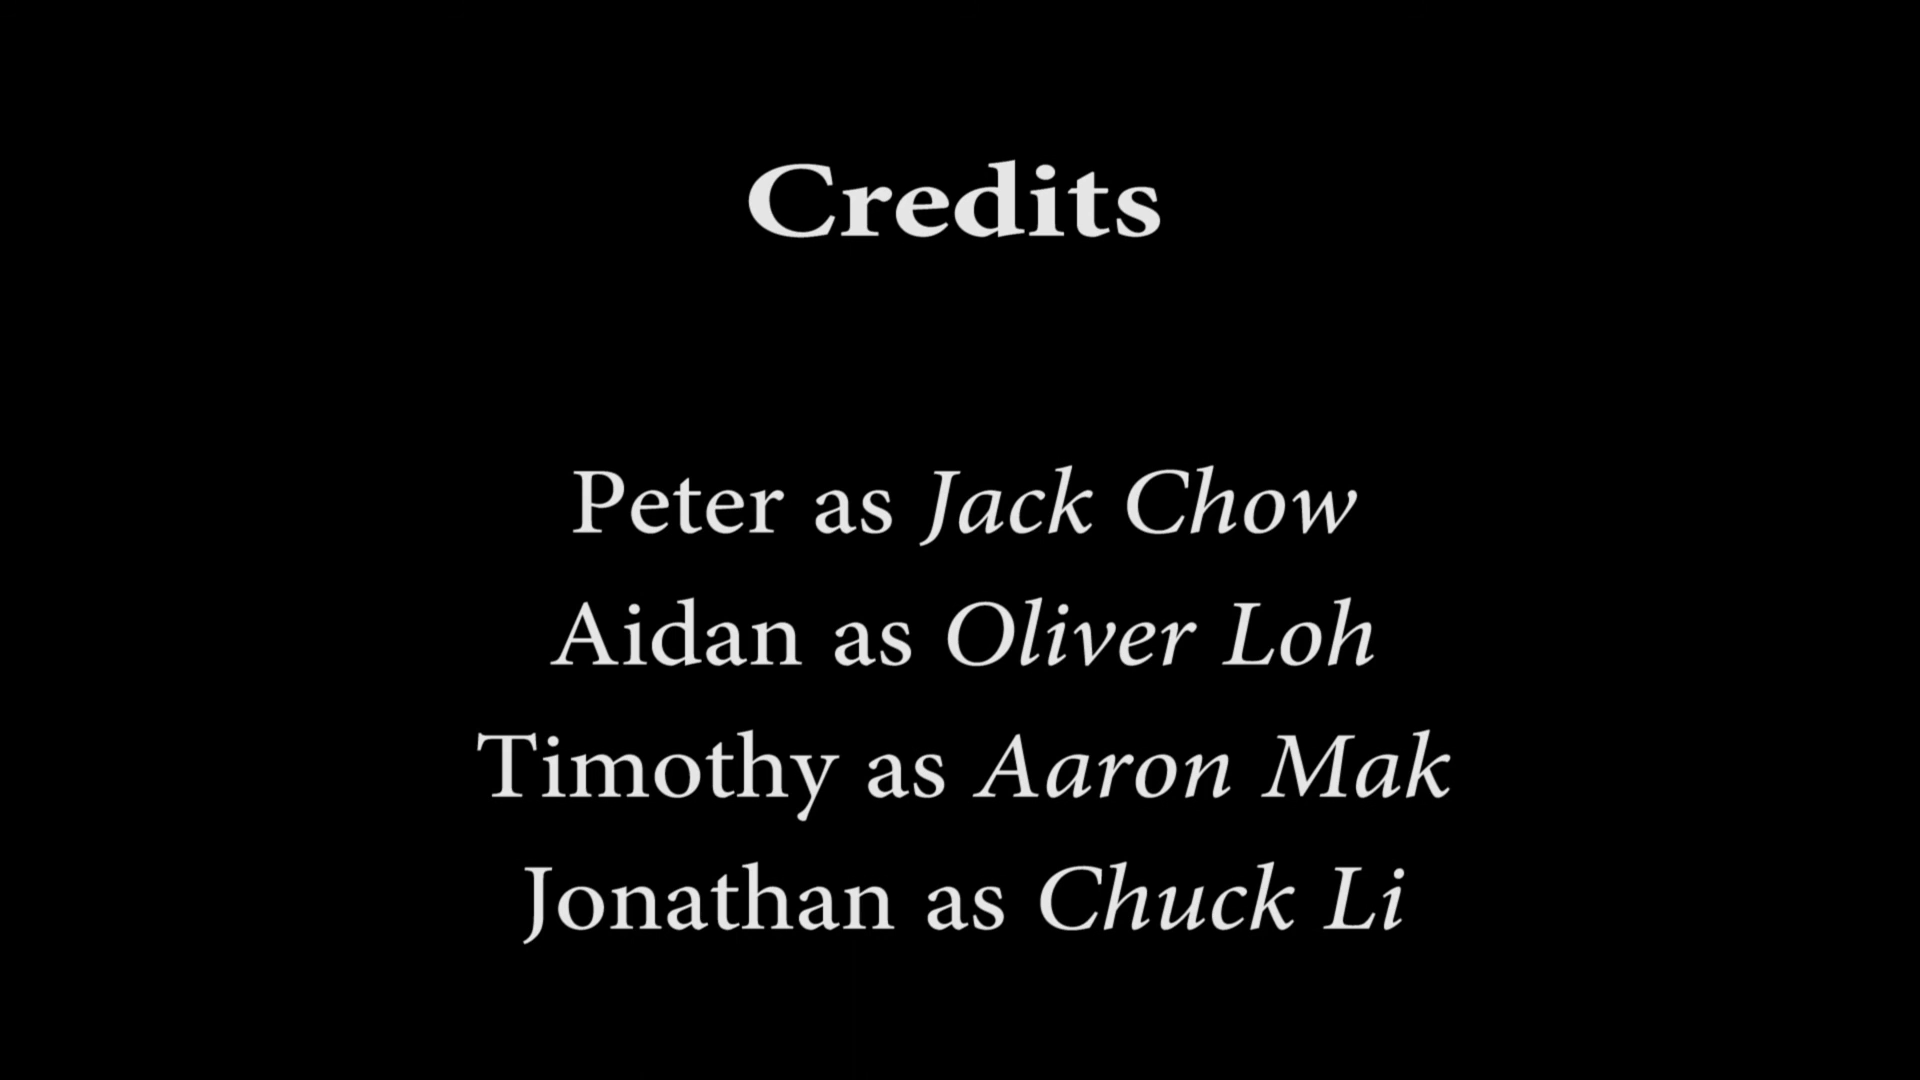 Credits
Peter as Jack Chow
Aidan as Oliver Loh
Timothy as Aaron Mak
Jonathan as Chuck Li